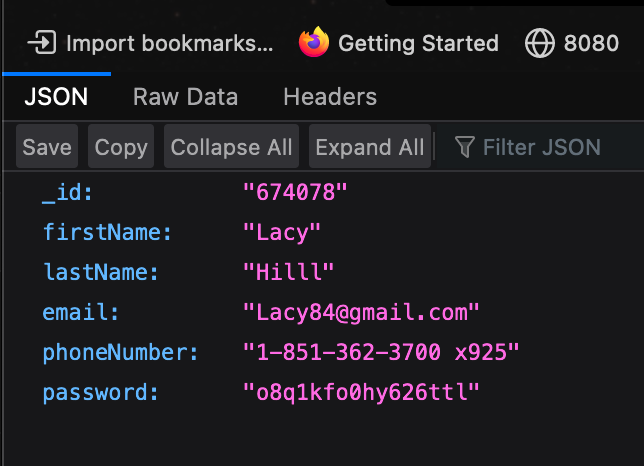 Import bookmarks... Getting Started 8080
JSON Raw Data Headers
Save Copy Collapse All Expand All Filter JSON
_id: "674078"
firstName: "Lacy"
lastName: "Hilll"
email: "Lacy84@gmail.com"
phoneNumber: "1-851-362-3700 x925"
password: "o8q1kfo0hy626ttl"